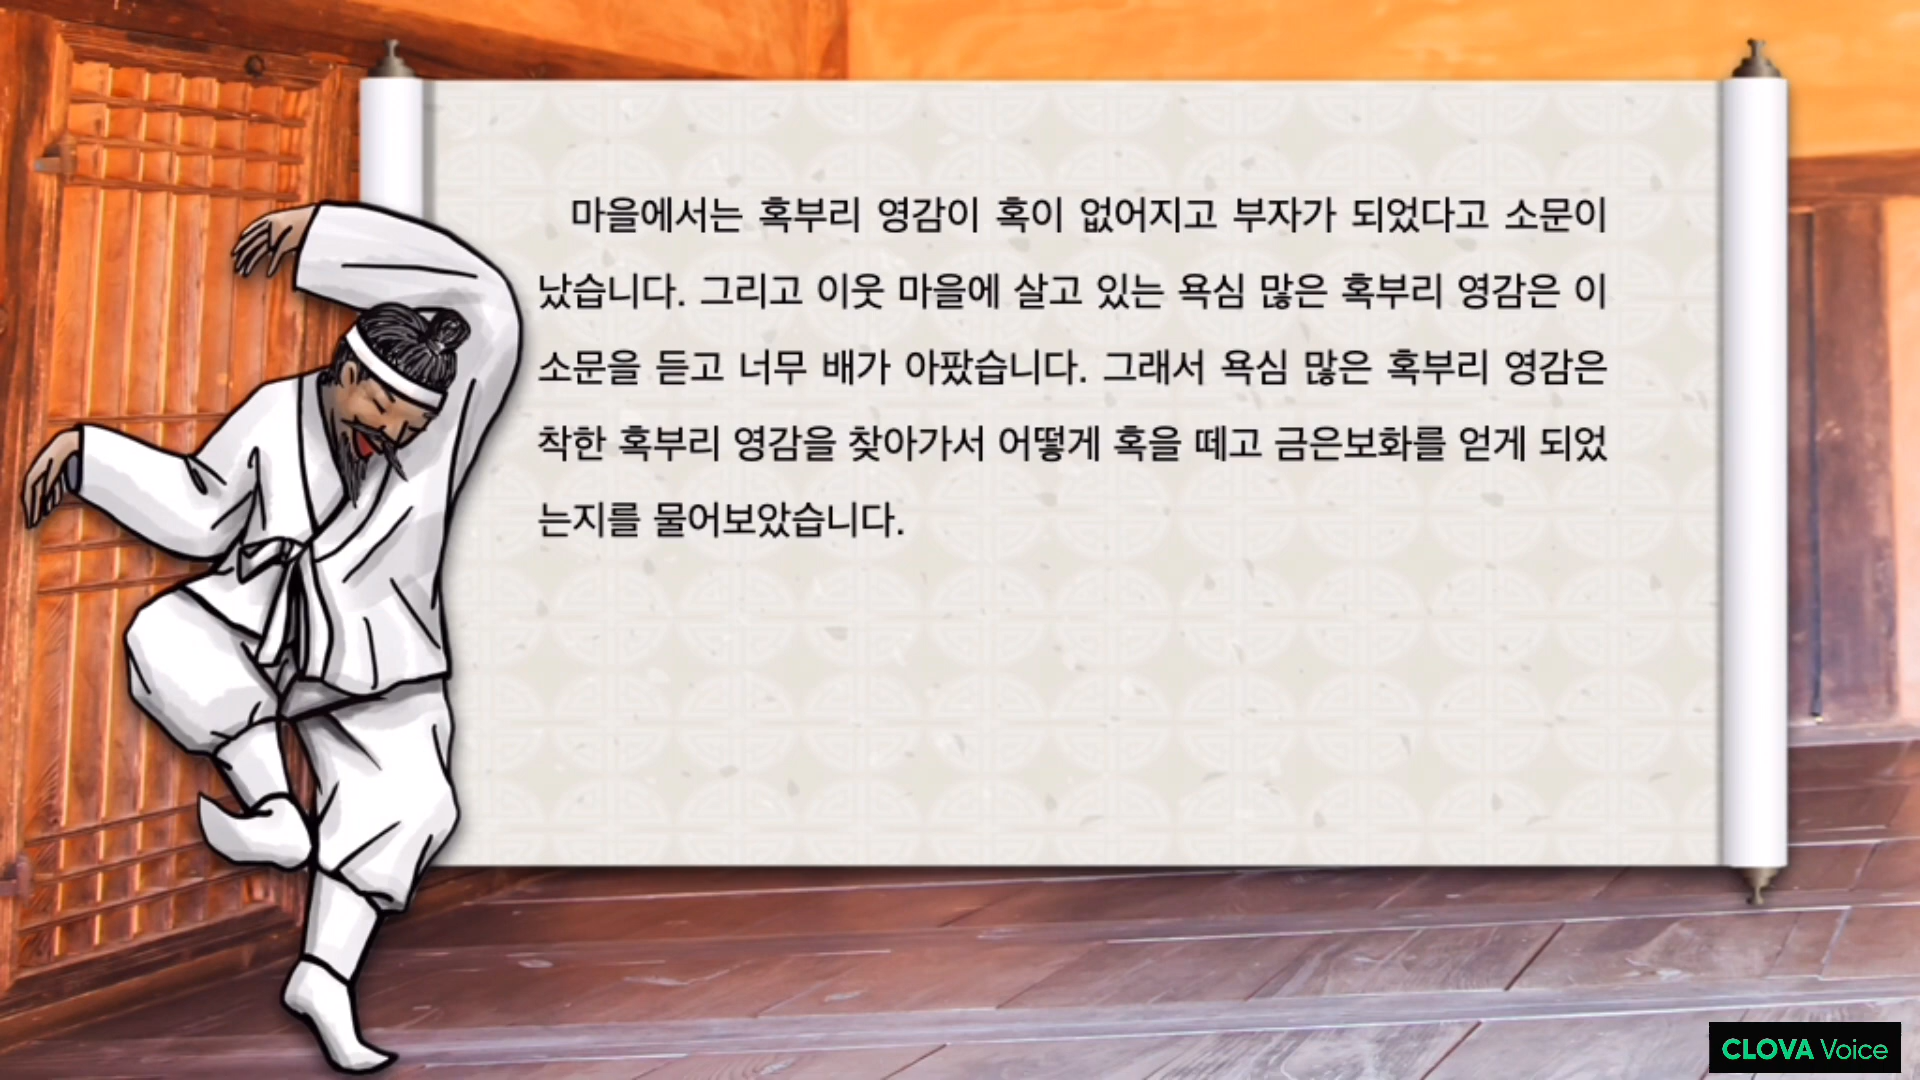 마을에서는 혹부리 영감이 혹이 없어지고 부자가 되었다고 소문이
났습니다. 그리고 이웃 마을에 살고 있는 욕심 많은 혹부리 영감은 이
소문을 듣고 너무 배가 아팠습니다. 그래서 욕심 많은 혹부리 영감은
착한 혹부리 영감을 찾아가서 어떻게 혹을 떼고 금은보화를 얻게 되었
는지를 물어보았습니다.
CLOVA Voice